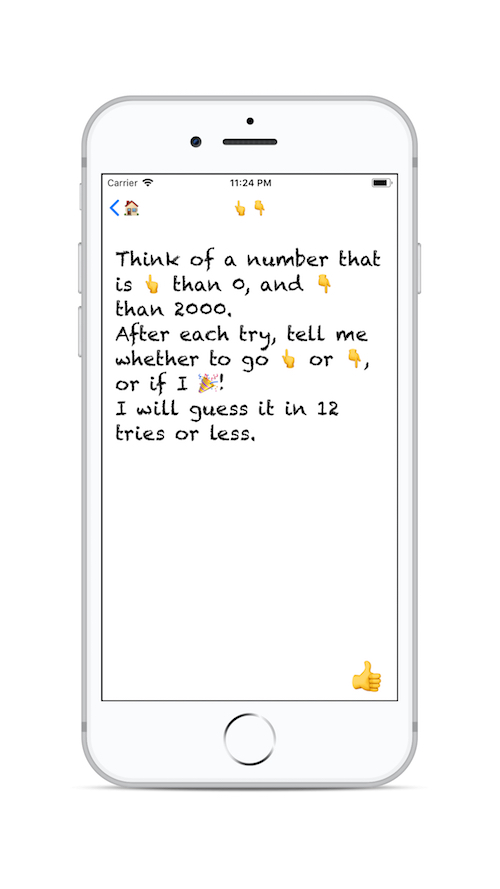 Carrier 11:24 PM
👆👇
Think of a number that
is 👆 than 0, and 👇
than 2000.
After each try, tell me
whether to go 👆 or 👇,
or if I 🎉!
I will guess it in 12
tries or less.